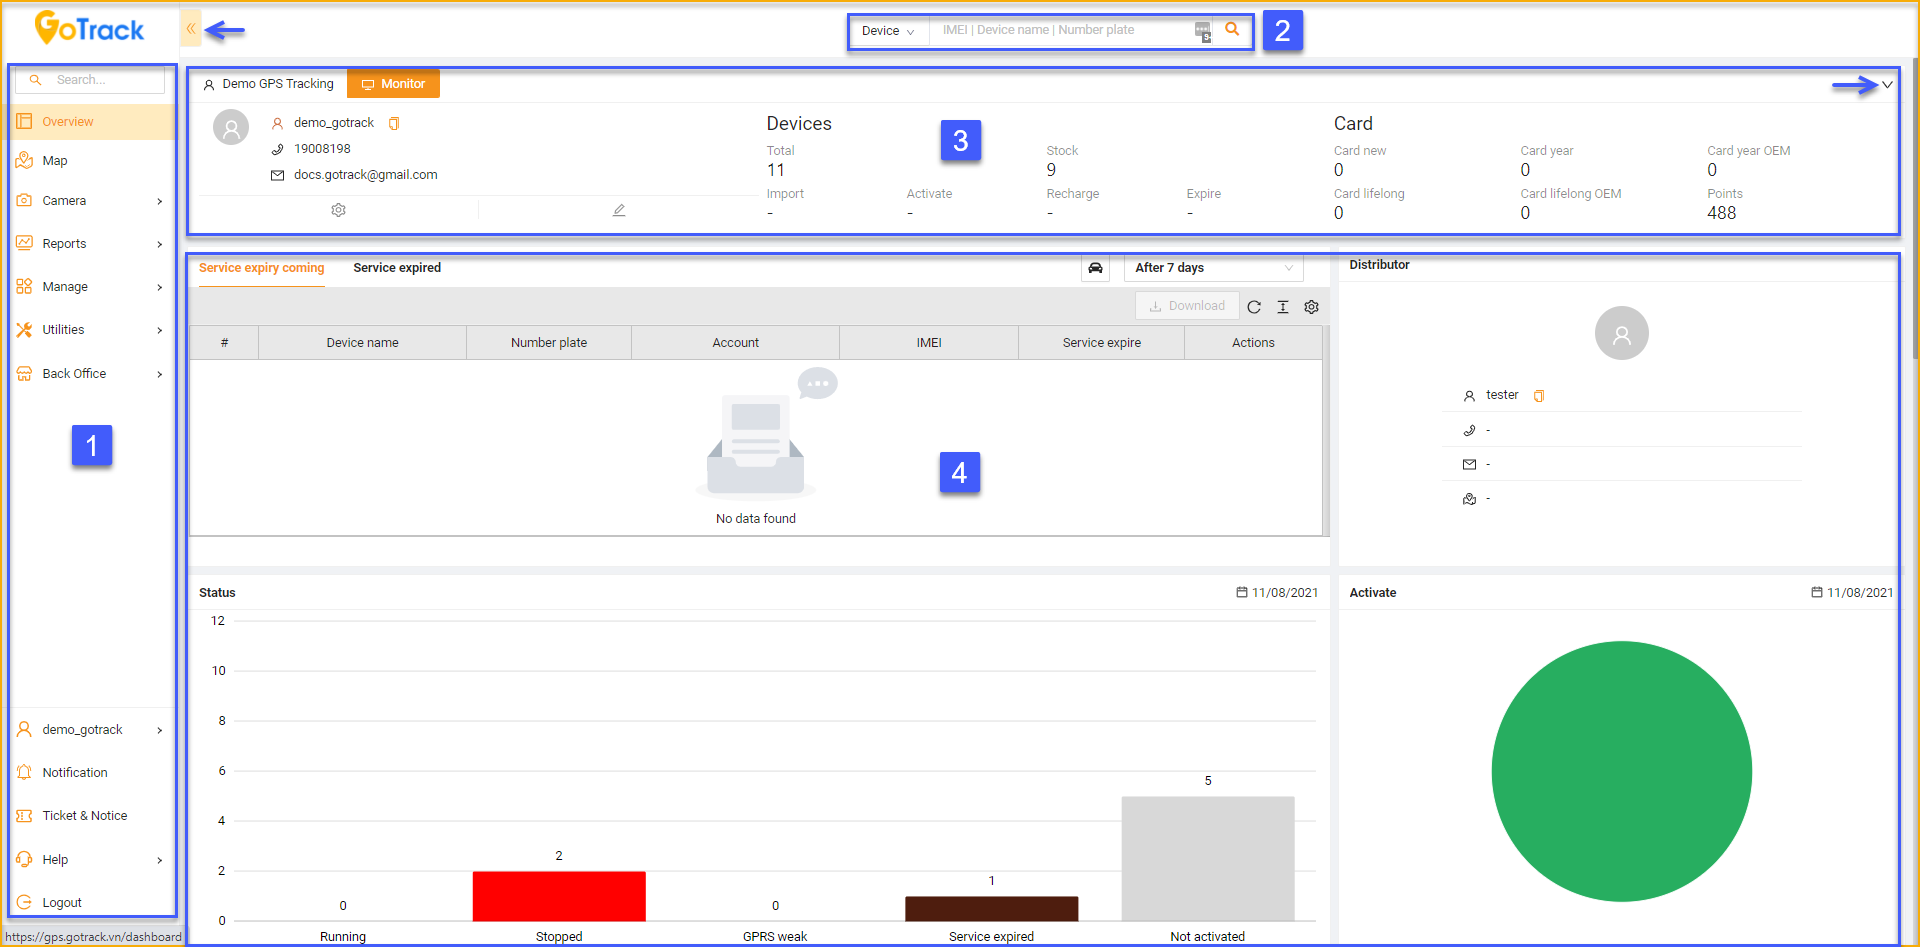 GoTrack
«
Device
IMEI | Device name | Number plate
2
Search...
Overview
Map
Camera
Reports
Manage
Utilities
Back Office
1
demo_gotrack
Notification
Ticket & Notice
Help
Logout
https://gps.gotrack.vn/dashboard
Demo GPS Tracking
Monitor
demo_gotrack
19008198
docs.gotrack@gmail.com
Devices
Total
11
Stock
9
Import
-
Activate
-
Recharge
-
Expire
-
3
Card
Card new
0
Card year
0
Card year OEM
0
Card lifelong
0
Card lifelong OEM
0
Points
488
Service expiry coming
Service expired
After 7 days
Download
# Device name Number plate Account IMEI Service expire Actions
No data found
4
Distributor
tester
-
-
-
Status
11/08/2021
12
10
8
6
4
2
0
0
2
0
1
5
Running Stopped GPRS weak Service expired Not activated
Activate
11/08/2021